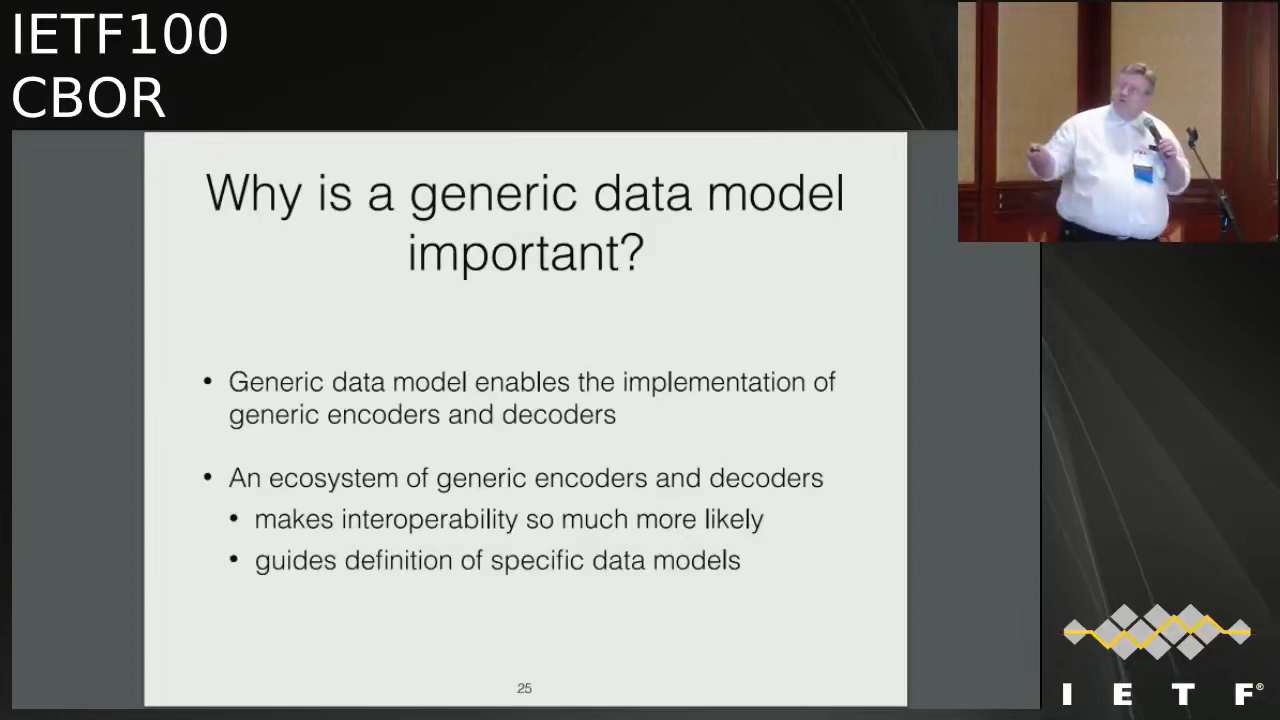 IETF100
CBOR
Why is a generic data model
important?
• Generic data model enables the implementation of
generic encoders and decoders
• An ecosystem of generic encoders and decoders
• makes interoperability so much more likely
• guides definition of specific data models
25
I E T F®